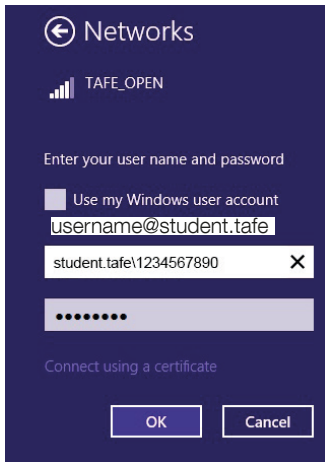 Networks
TAFE_OPEN
Enter your user name and password
Use my Windows user account
username@student.tafe
student.tafe\1234567890
••••••••
Connect using a certificate
OK
Cancel